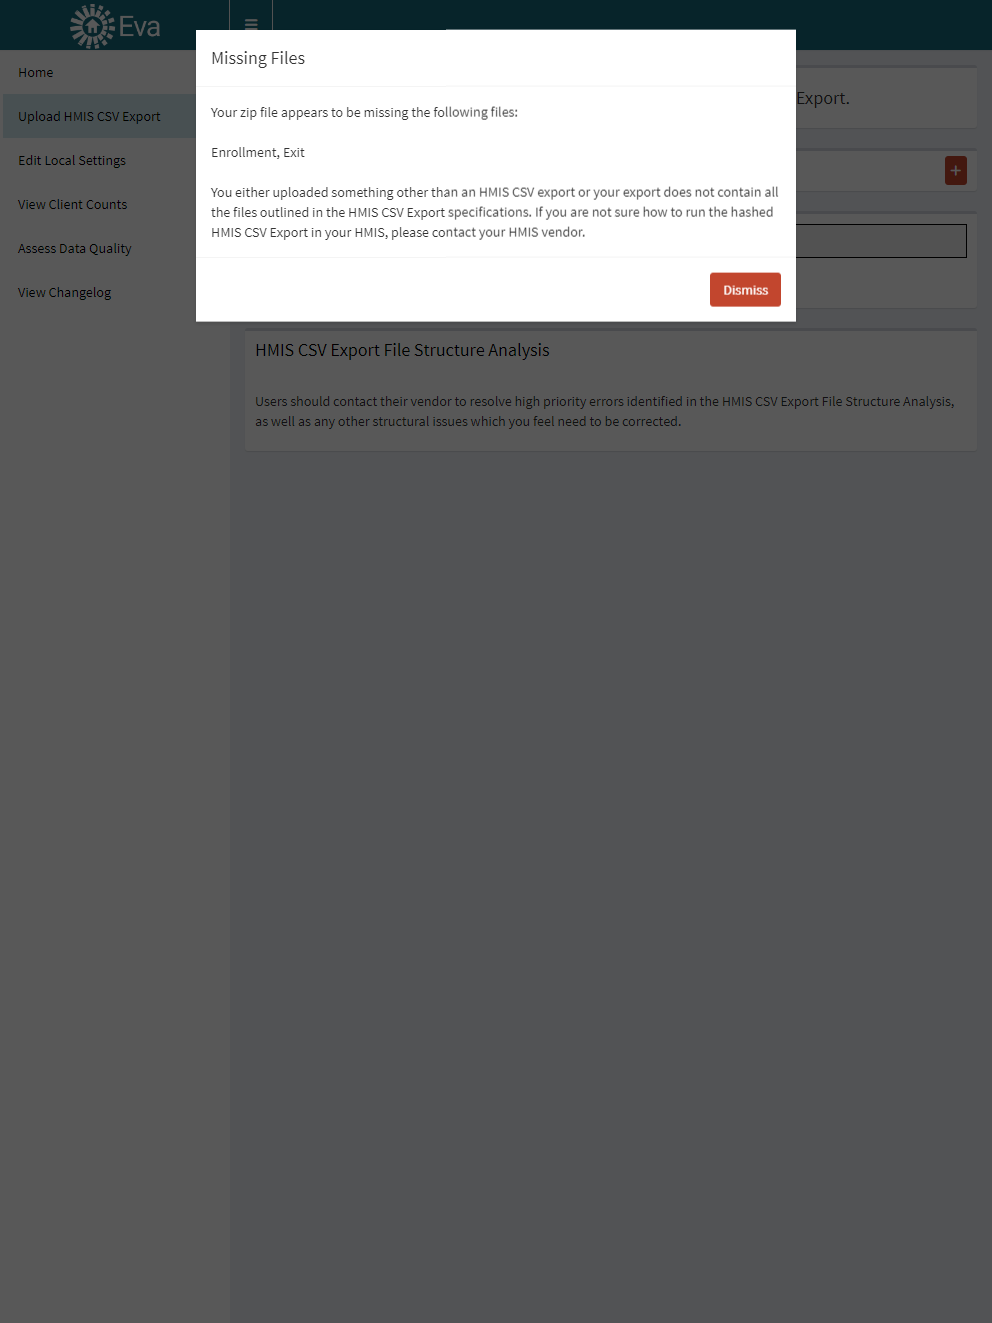 Eva
Missing Files
Home
Export.
Your zip file appears to be missing the following files:
Upload HMIS CSV Export
Enrollment, Exit
Edit Local Settings
+
You either uploaded something other than an HMIS CSV export or your export does not contain all
the files outlined in the HMIS CSV Export specifications. If you are not sure how to run the hashed
HMIS CSV Export in your HMIS, please contact your HMIS vendor.
View Client Counts
Assess Data Quality
View Changelog
Dismiss
HMIS CSV Export File Structure Analysis
Users should contact their vendor to resolve high priority errors identified in the HMIS CSV Export File Structure Analysis,
as well as any other structural issues which you feel need to be corrected.